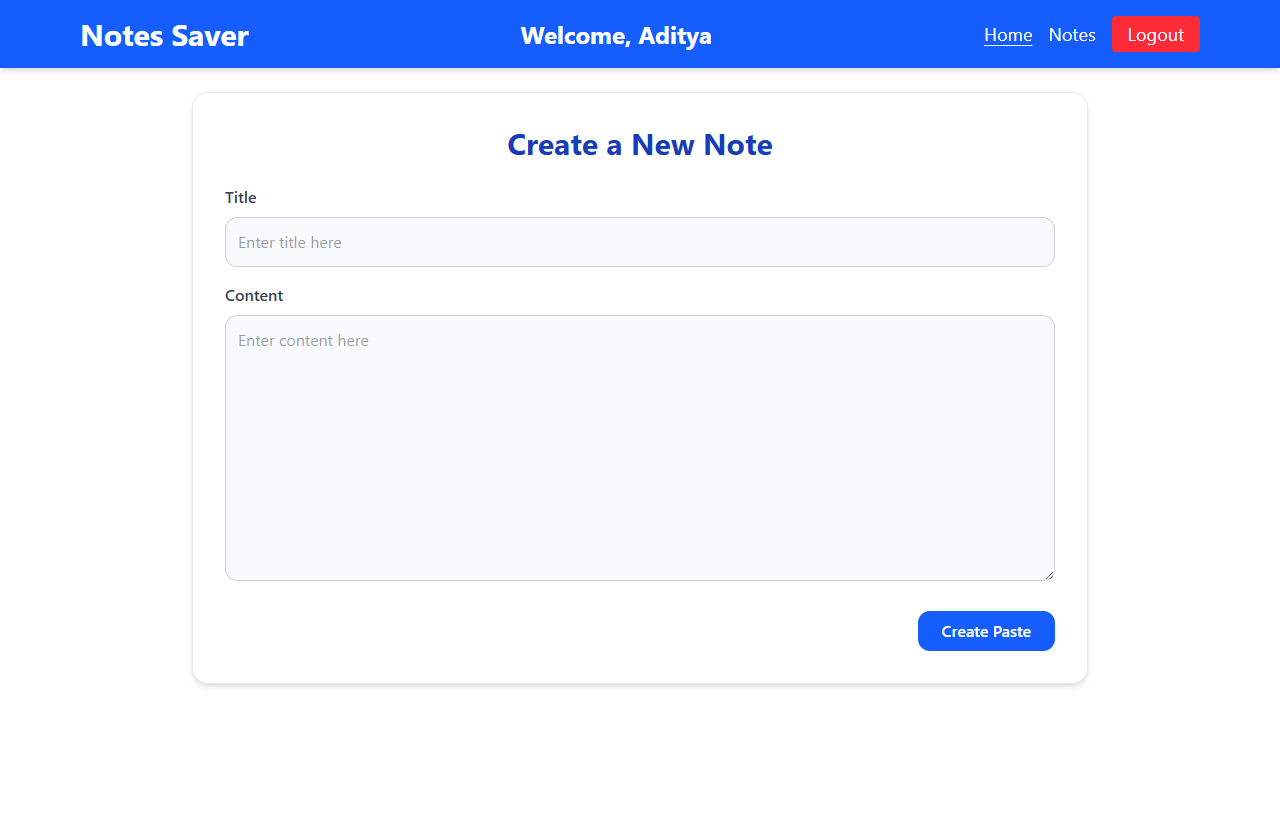 Notes Saver
Welcome, Aditya
Home
Notes
Logout
Create a New Note
Title
Enter title here
Content
Enter content here
Create Paste